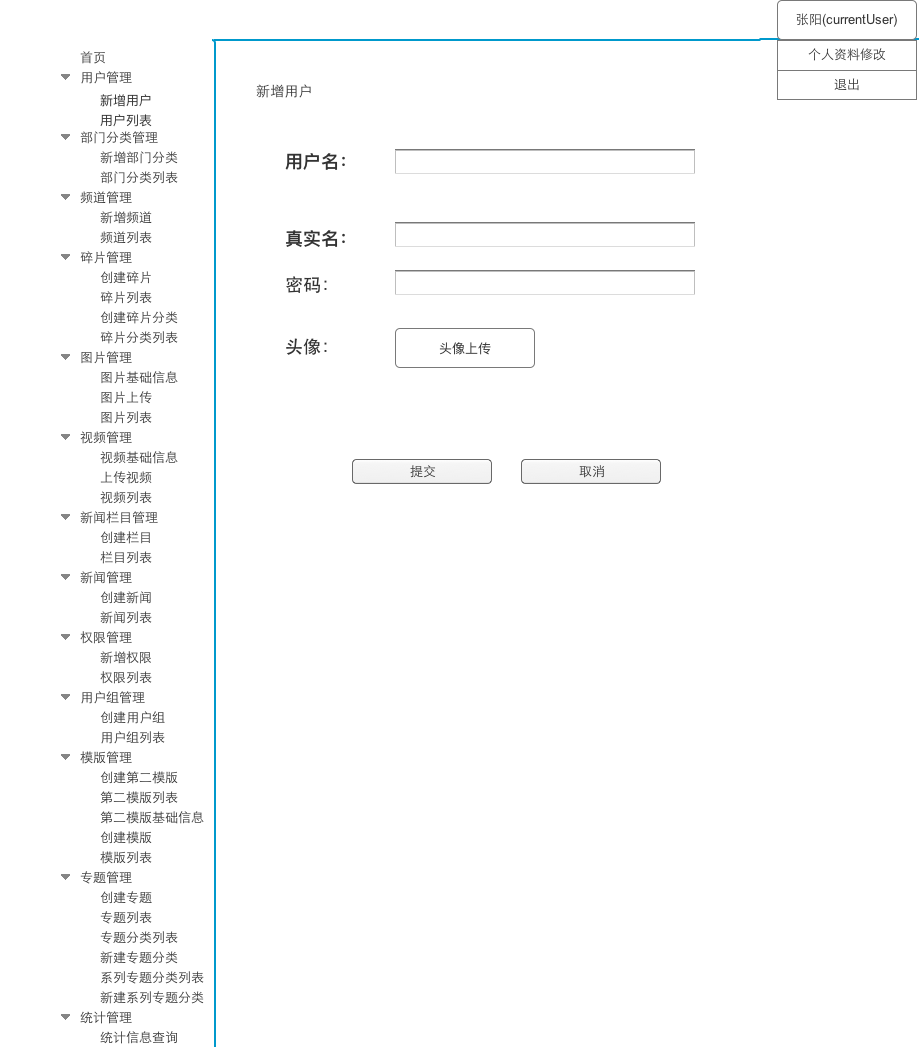 张阳(currentUser)
个人资料修改
退出
首页
用户管理
新增用户
用户列表
部门分类管理
新增部门分类
部门分类列表
频道管理
新增频道
频道列表
碎片管理
创建碎片
碎片列表
创建碎片分类
碎片分类列表
图片管理
图片基础信息
图片上传
图片列表
视频管理
视频基础信息
上传视频
视频列表
新闻栏目管理
创建栏目
栏目列表
新闻管理
创建新闻
新闻列表
权限管理
新增权限
权限列表
用户组管理
创建用户组
用户组列表
模版管理
创建第二模版
第二模版列表
第二模版基础信息
创建模版
模版列表
专题管理
创建专题
专题列表
专题分类列表
新建专题分类
系列专题分类列表
新建系列专题分类
统计管理
统计信息查询
新增用户
用户名：
真实名：
密码：
头像：
头像上传
提交
取消